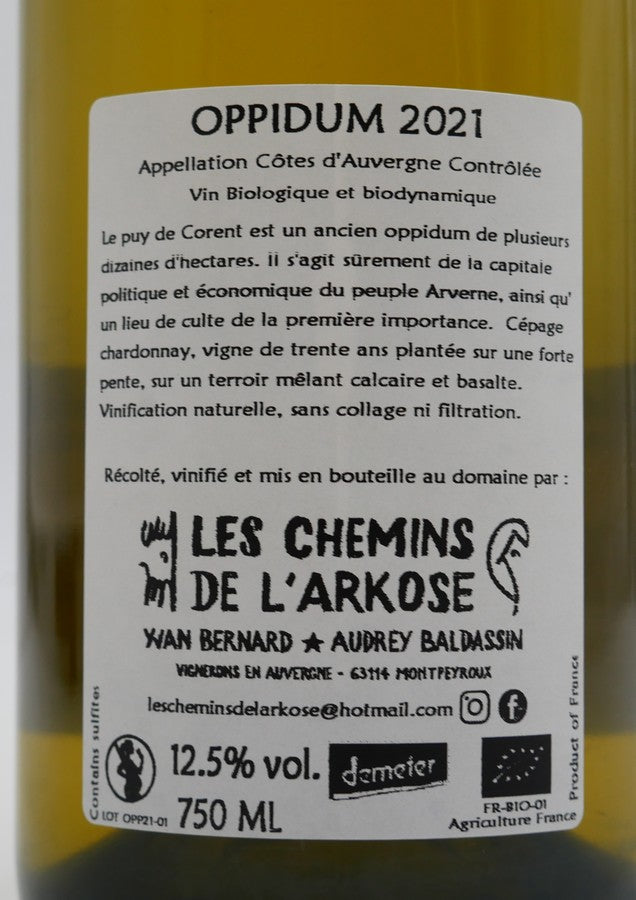 OPPIDUM 2021
Appellation Côtes d'Auvergne Contrôlée
Vin Biologique et biodynamique
Le puy de Corent est un ancien oppidum de plusieurs
dizaines d'hectares. Il s'agit sûrement de la capitale
politique et économique du peuple Arverne, ainsi qu'
un lieu de culte de la première importance. Cépage
chardonnay, vigne de trente ans plantée sur une forte
pente, sur un terroir mêlant calcaire et basalte.
Vinification naturelle, sans collage ni filtration.
Récolté, vinifié et mis en bouteille au domaine par :
LES CHEMINS
DE L'ARKOSE
YVAN BERNARD ★ AUDREY BALDASSIN
VIGNERONS EN AUVERGNE - 63114 MONTPEYROUX
lescheminsdelarkose@hotmail.com
Contains sulfites
12.5% vol.
demeter
Product of France
LOT OPP21-01
750 ML
FR-BIO-01
Agriculture France